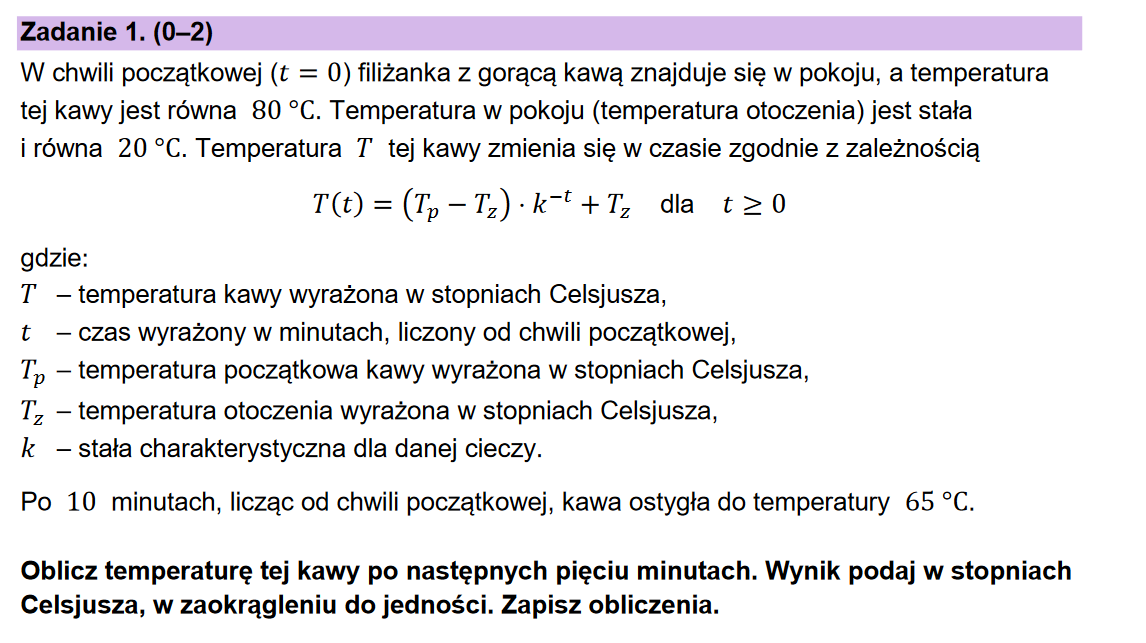 Zadanie 1. (0–2)
W chwili początkowej (t = 0) filiżanka z gorącą kawą znajduje się w pokoju, a temperatura
tej kawy jest równa 80 °C. Temperatura w pokoju (temperatura otoczenia) jest stała
i równa 20 °C. Temperatura T tej kawy zmienia się w czasie zgodnie z zależnością
T(t) = (Tₚ − T_z) · k⁻ᵗ + T_z dla t ≥ 0
gdzie:
T – temperatura kawy wyrażona w stopniach Celsjusza,
t – czas wyrażony w minutach, liczony od chwili początkowej,
Tₚ – temperatura początkowa kawy wyrażona w stopniach Celsjusza,
T_z – temperatura otoczenia wyrażona w stopniach Celsjusza,
k – stała charakterystyczna dla danej cieczy.
Po 10 minutach, licząc od chwili początkowej, kawa ostygła do temperatury 65 °C.
Oblicz temperaturę tej kawy po następnych pięciu minutach. Wynik podaj w stopniach
Celsjusza, w zaokrągleniu do jedności. Zapisz obliczenia.